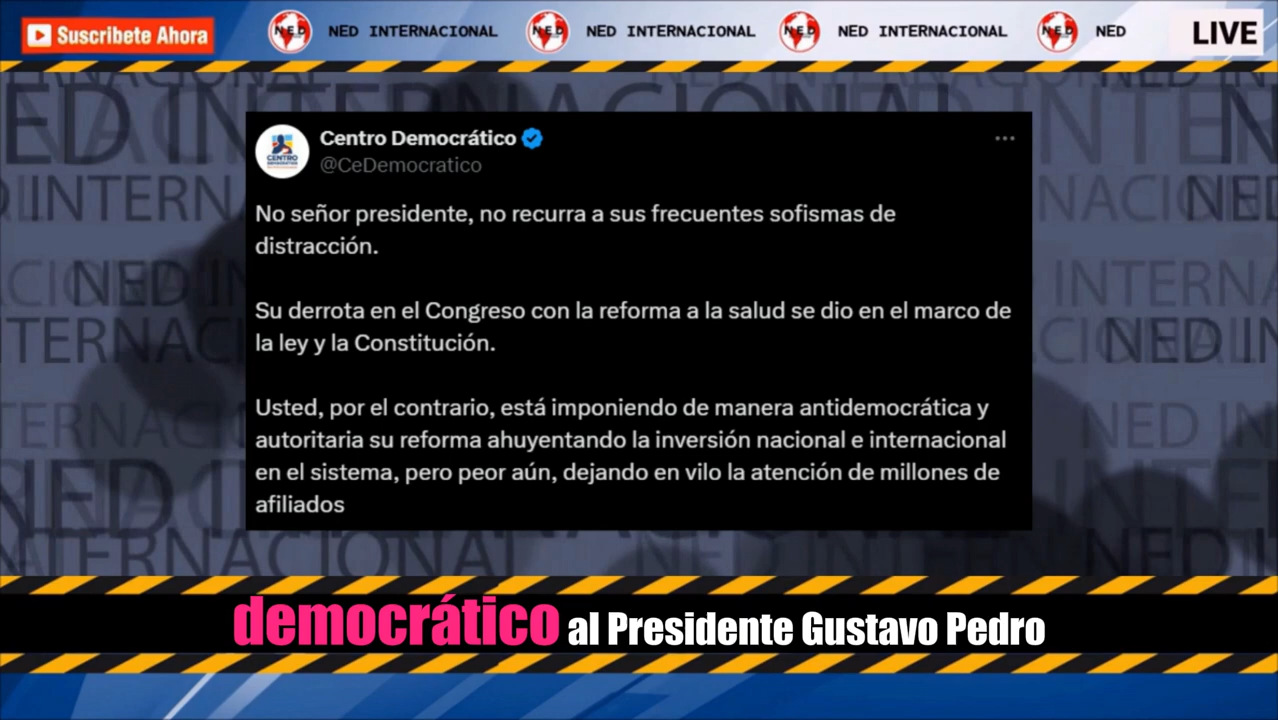 Suscribete Ahora
NED INTERNACIONAL NED INTERNACIONAL NED INTERNACIONAL NED
LIVE
Centro Democrático
@CeDemocratico
No señor presidente, no recurra a sus frecuentes sofismas de
distracción.
Su derrota en el Congreso con la reforma a la salud se dio en el marco de
la ley y la Constitución.
Usted, por el contrario, está imponiendo de manera antidemocrática y
autoritaria su reforma ahuyentando la inversión nacional e internacional
en el sistema, pero peor aún, dejando en vilo la atención de millones de
afiliados
democrático al Presidente Gustavo Pedro